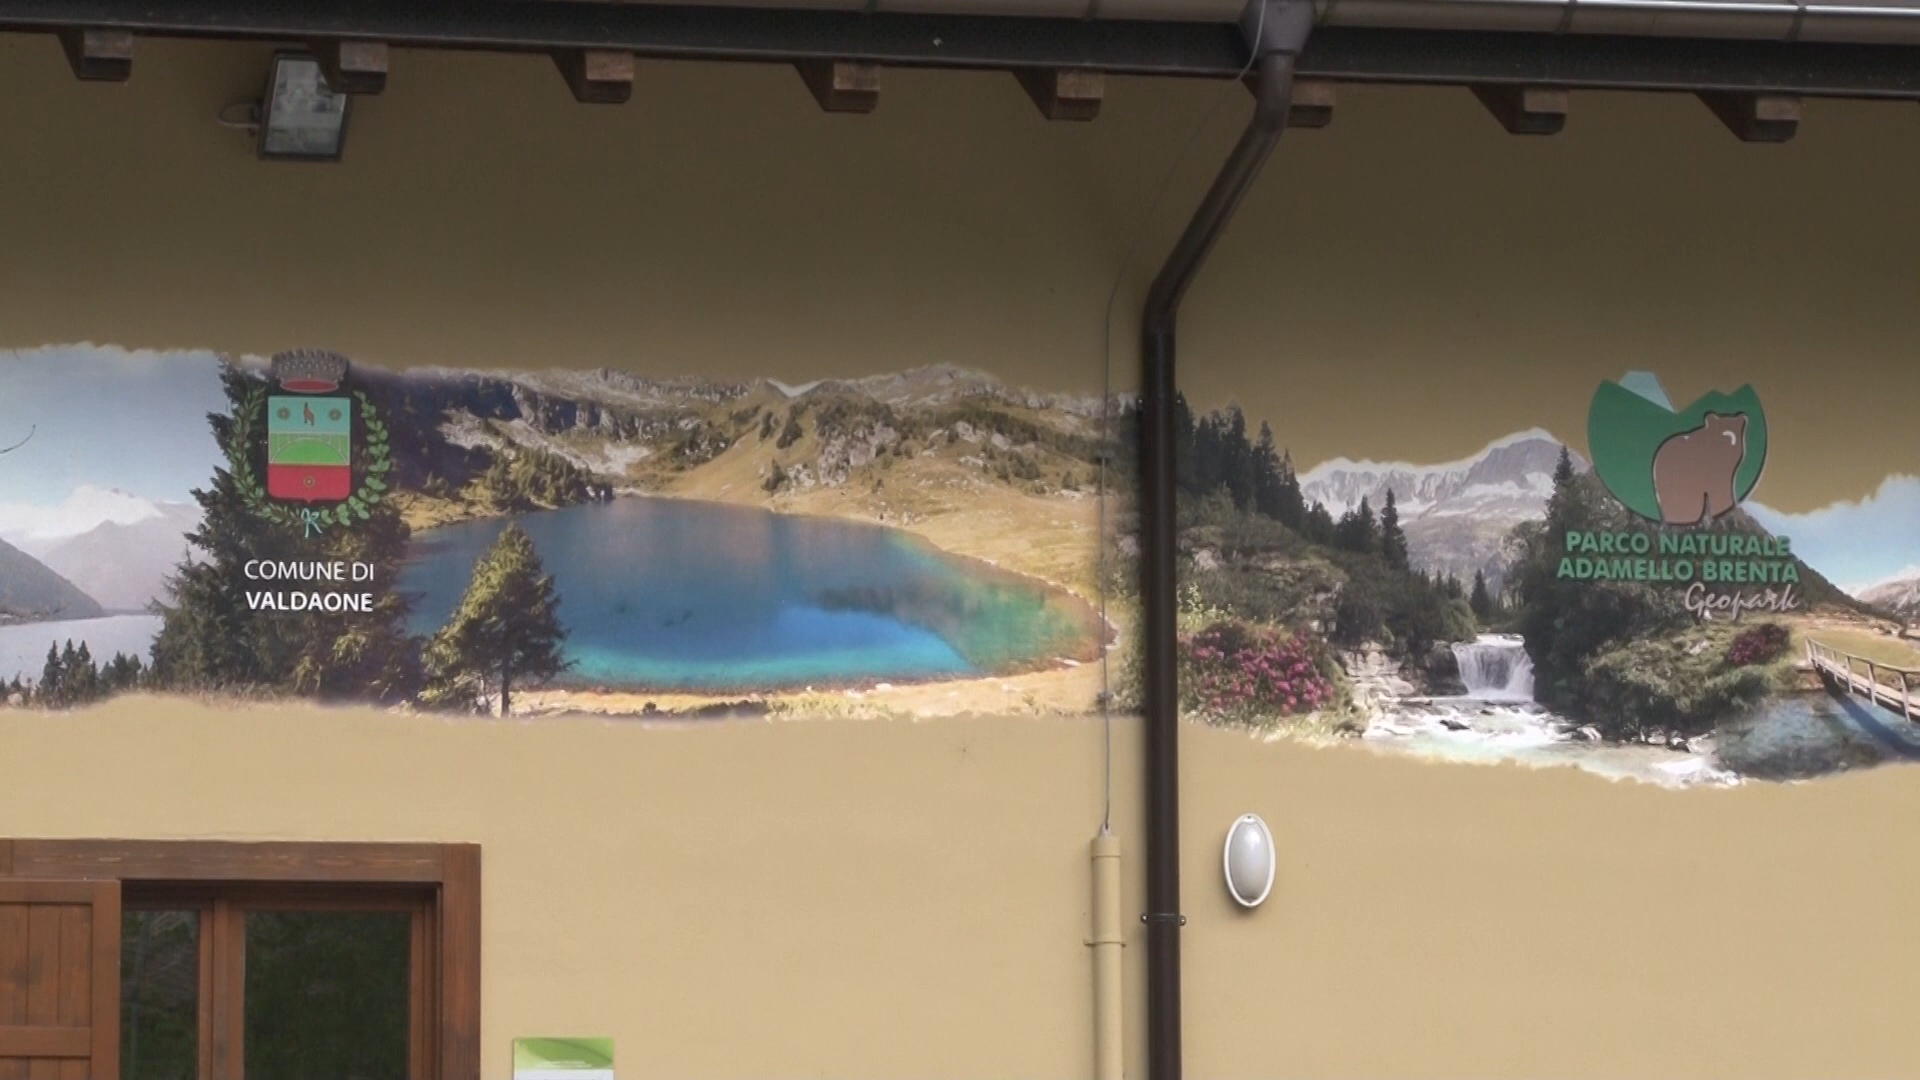 COMUNE DI
VALDAONE
PARCO NATURALE
ADAMELLO BRENTA
Geopark